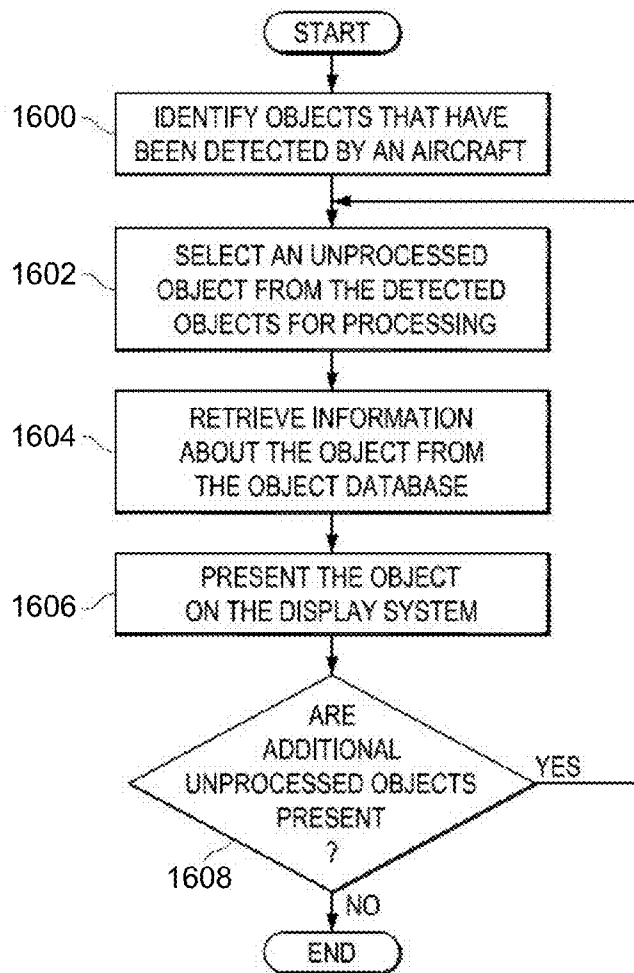 START
1600
IDENTIFY OBJECTS THAT HAVE
BEEN DETECTED BY AN AIRCRAFT
1602
SELECT AN UNPROCESSED
OBJECT FROM THE DETECTED
OBJECTS FOR PROCESSING
1604
RETRIEVE INFORMATION
ABOUT THE OBJECT FROM
THE OBJECT DATABASE
1606
PRESENT THE OBJECT
ON THE DISPLAY SYSTEM
ARE
ADDITIONAL
UNPROCESSED OBJECTS
PRESENT
?
YES
1608
NO
END